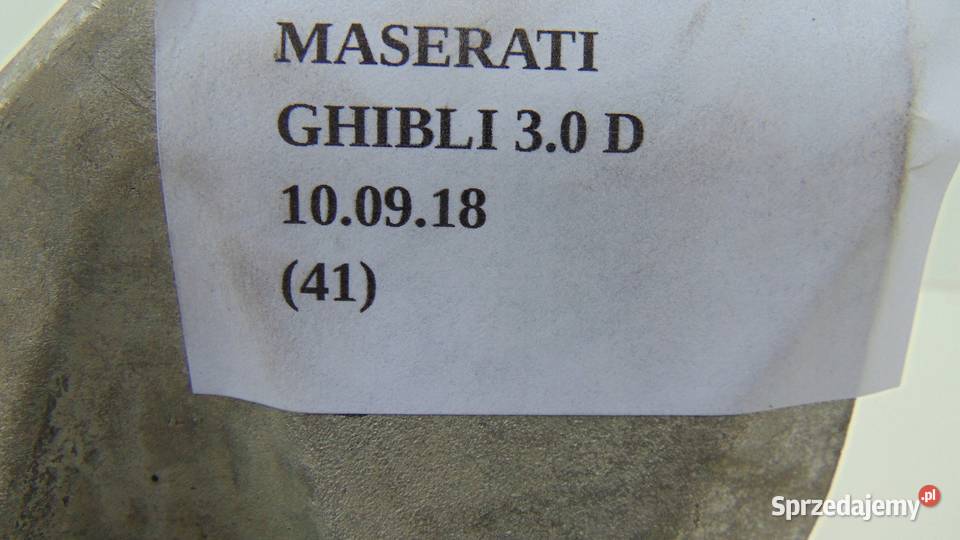 MASERATI
GHIBLI 3.0 D
10.09.18
(41)
Sprzedajemy.pl